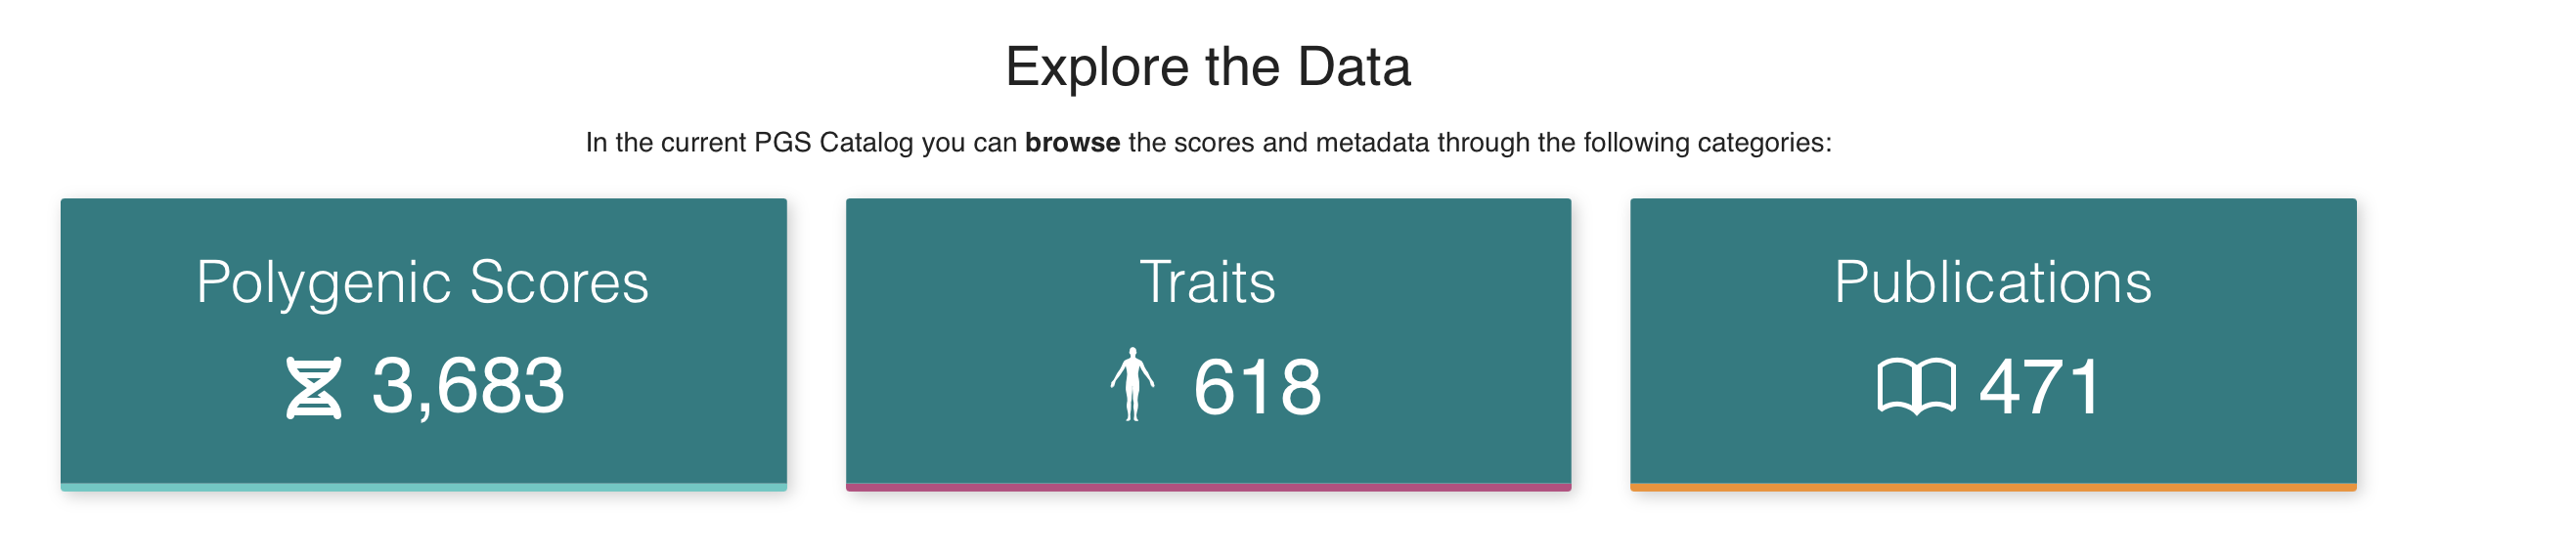 Explore the Data
In the current PGS Catalog you can browse the scores and metadata through the following categories:
Polygenic Scores
3,683
Traits
618
Publications
471